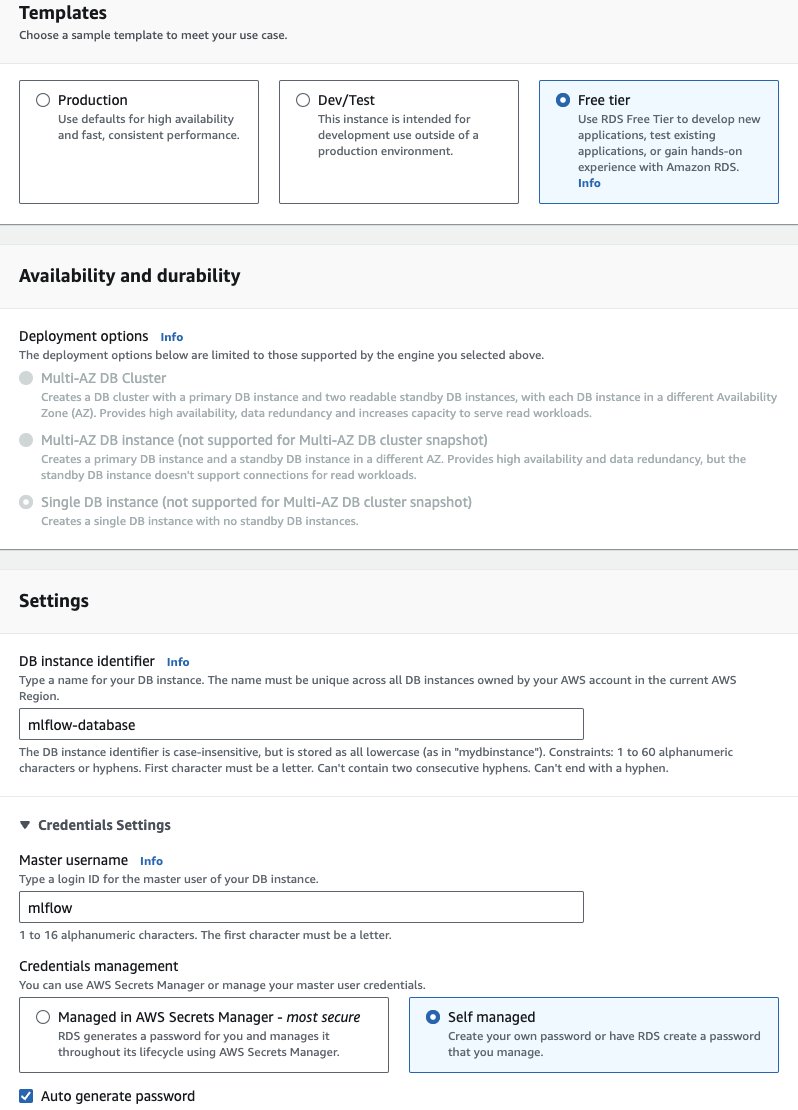 Templates
Choose a sample template to meet your use case.
Production
Use defaults for high availability
and fast, consistent performance.
Dev/Test
This instance is intended for
development use outside of a
production environment.
Free tier
Use RDS Free Tier to develop new
applications, test existing
applications, or gain hands-on
experience with Amazon RDS.
Info
Availability and durability
Deployment options Info
The deployment options below are limited to those supported by the engine you selected above.
Multi-AZ DB Cluster
Creates a DB cluster with a primary DB instance and two readable standby DB instances, with each DB instance in a different Availability
Zone (AZ). Provides high availability, data redundancy and increases capacity to serve read workloads.
Multi-AZ DB instance (not supported for Multi-AZ DB cluster snapshot)
Creates a primary DB instance and a standby DB instance in a different AZ. Provides high availability and data redundancy, but the
standby DB instance doesn't support connections for read workloads.
Single DB instance (not supported for Multi-AZ DB cluster snapshot)
Creates a single DB instance with no standby DB instances.
Settings
DB instance identifier Info
Type a name for your DB instance. The name must be unique across all DB instances owned by your AWS account in the current AWS
Region.
mlflow-database
The DB instance identifier is case-insensitive, but is stored as all lowercase (as in "mydbinstance"). Constraints: 1 to 60 alphanumeric
characters or hyphens. First character must be a letter. Can't contain two consecutive hyphens. Can't end with a hyphen.
Credentials Settings
Master username Info
Type a login ID for the master user of your DB instance.
mlflow
1 to 16 alphanumeric characters. The first character must be a letter.
Credentials management
You can use AWS Secrets Manager or manage your master user credentials.
Managed in AWS Secrets Manager - most secure
RDS generates a password for you and manages it
throughout its lifecycle using AWS Secrets Manager.
Self managed
Create your own password or have RDS create a password
that you manage.
Auto generate password